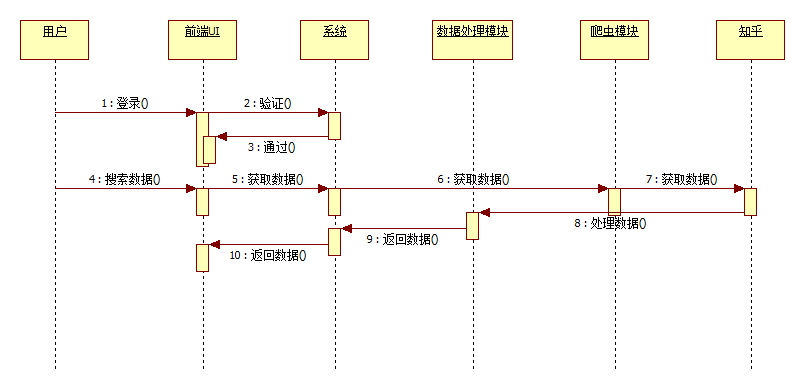 用户
前端UI
系统
数据处理模块
爬虫模块
知乎
1 : 登录()
2 : 验证()
3 : 通过()
4 : 搜索数据()
5 : 获取数据()
6 : 获取数据()
7 : 获取数据()
8 : 处理数据()
9 : 返回数据()
10 : 返回数据()